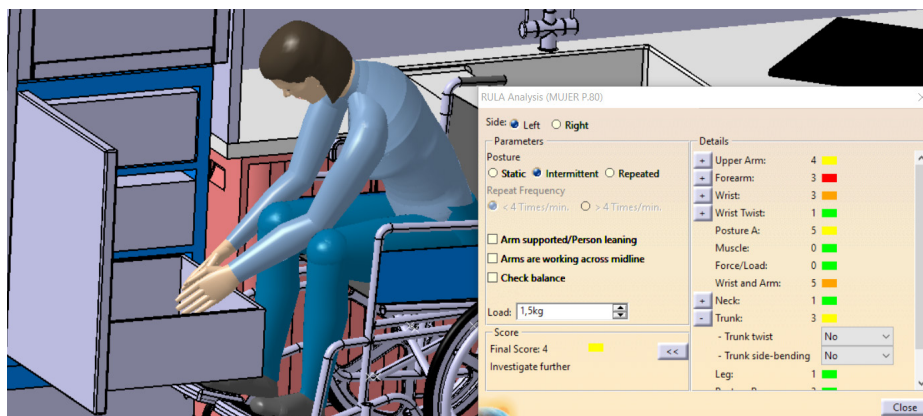 RULA Analysis (MUJER P.80)
Side: Left Right
Parameters
Posture
Static Intermittent Repeated
Repeat Frequency
< 4 Times/min. > 4 Times/min.
Arm supported/Person leaning
Arms are working across midline
Check balance
Load: 1,5kg
Score
Final Score: 4
<<
Investigate further
Details
+ Upper Arm: 4
+ Forearm: 3
+ Wrist: 3
+ Wrist Twist: 1
Posture A: 5
Muscle: 0
Force/Load: 0
Wrist and Arm: 5
+ Neck: 1
- Trunk: 3
- Trunk twist No
- Trunk side-bending No
Leg: 1
Close